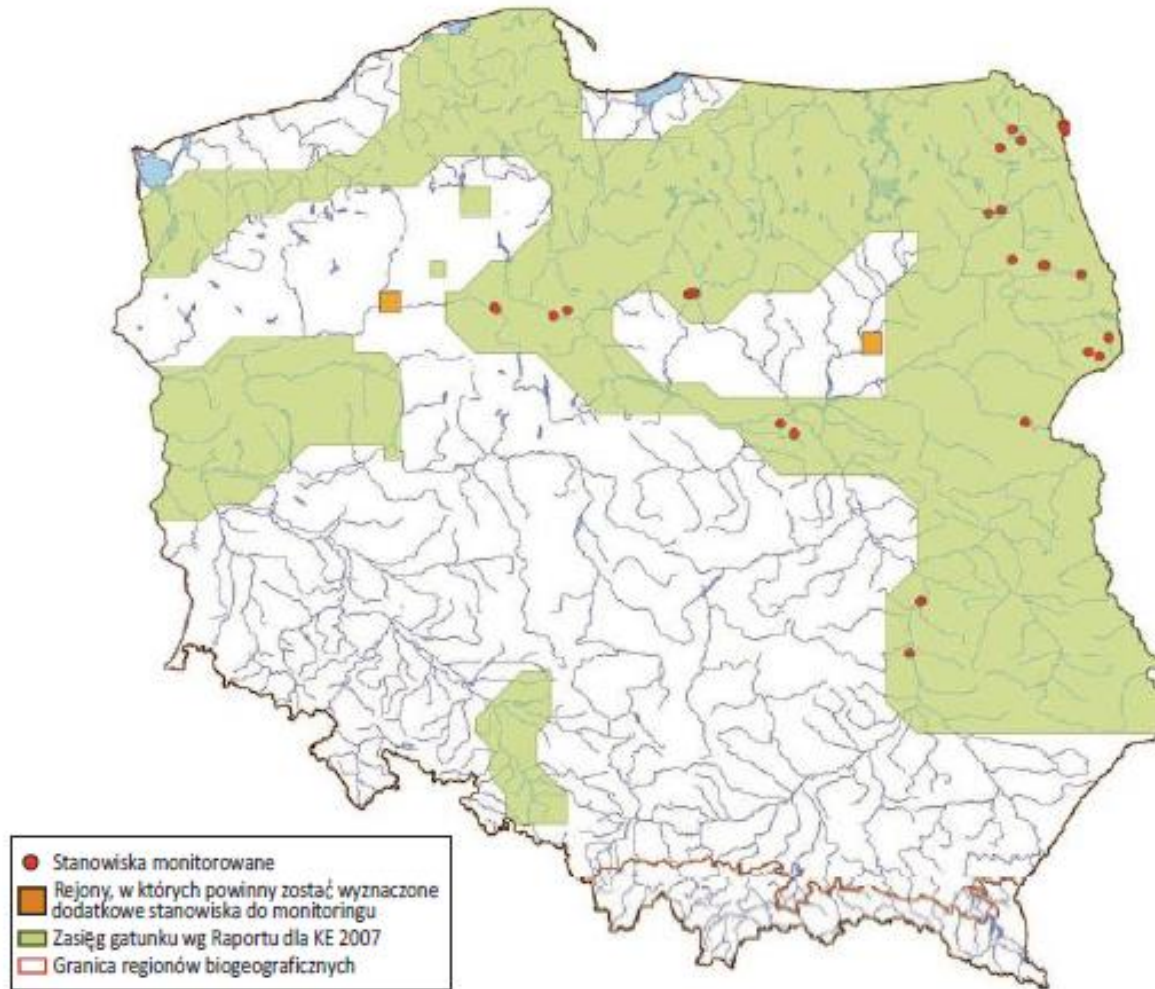 Stanowiska monitorowane
Rejony, w których powinny zostać wyznaczone
dodatkowe stanowiska do monitoringu
Zasięg gatunku wg Raportu dla KE 2007
Granica regionów biogeograficznych